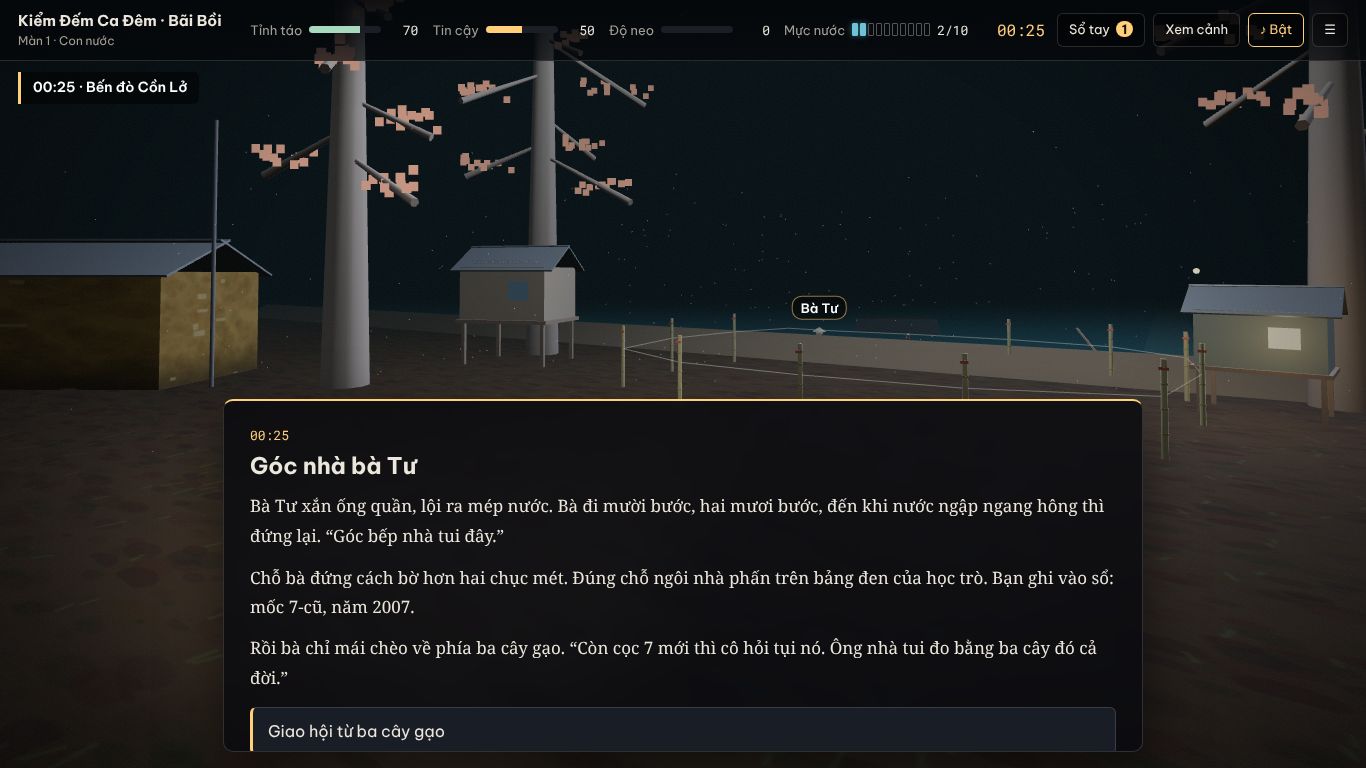 Kiểm Đếm Ca Đêm · Bãi Bồi
Màn 1 · Con nước
Tỉnh táo 70 Tin cậy 50 Độ neo 0 Mực nước 2/10 00:25 Sổ tay 1 Xem cảnh ♪ Bật ☰
00:25 · Bến đò Cồn Lở
Bà Tư
00:25
Góc nhà bà Tư
Bà Tư xắn ống quần, lội ra mép nước. Bà đi mười bước, hai mươi bước, đến khi nước ngập ngang hông thì
đứng lại. “Góc bếp nhà tui đây.”
Chỗ bà đứng cách bờ hơn hai chục mét. Đúng chỗ ngôi nhà phấn trên bảng đen của học trò. Bạn ghi vào sổ:
mốc 7-cũ, năm 2007.
Rồi bà chỉ mái chèo về phía ba cây gạo. “Còn cọc 7 mới thì cô hỏi tụi nó. Ông nhà tui đo bằng ba cây đó cả
đời.”
Giao hội từ ba cây gạo